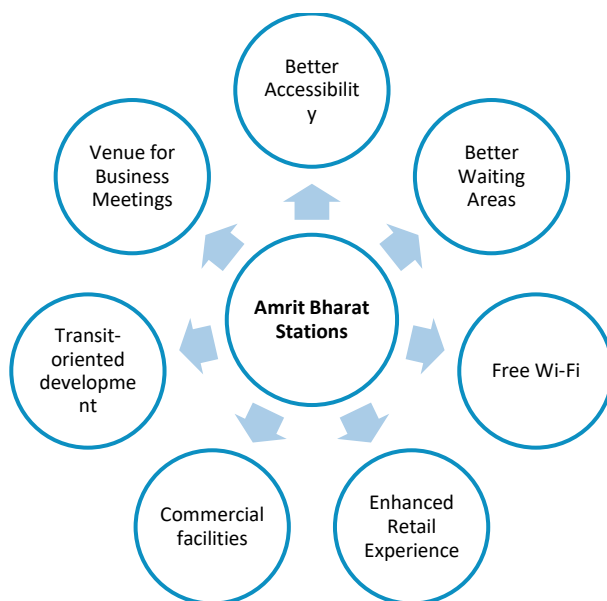 Better
Accessibilit
y
Venue for
Business
Meetings
Better
Waiting
Areas
Amrit Bharat
Stations
Transit-
oriented
developme
nt
Free Wi-Fi
Commercial
facilities
Enhanced
Retail
Experience